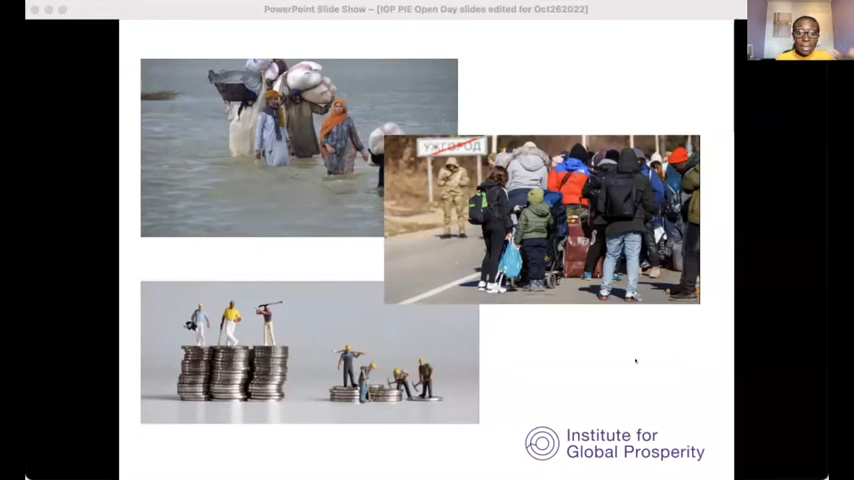 PowerPoint Slide Show – [IGP PIE Open Day slides edited for Oct262022]
УЖГОРОД
Institute for
Global Prosperity